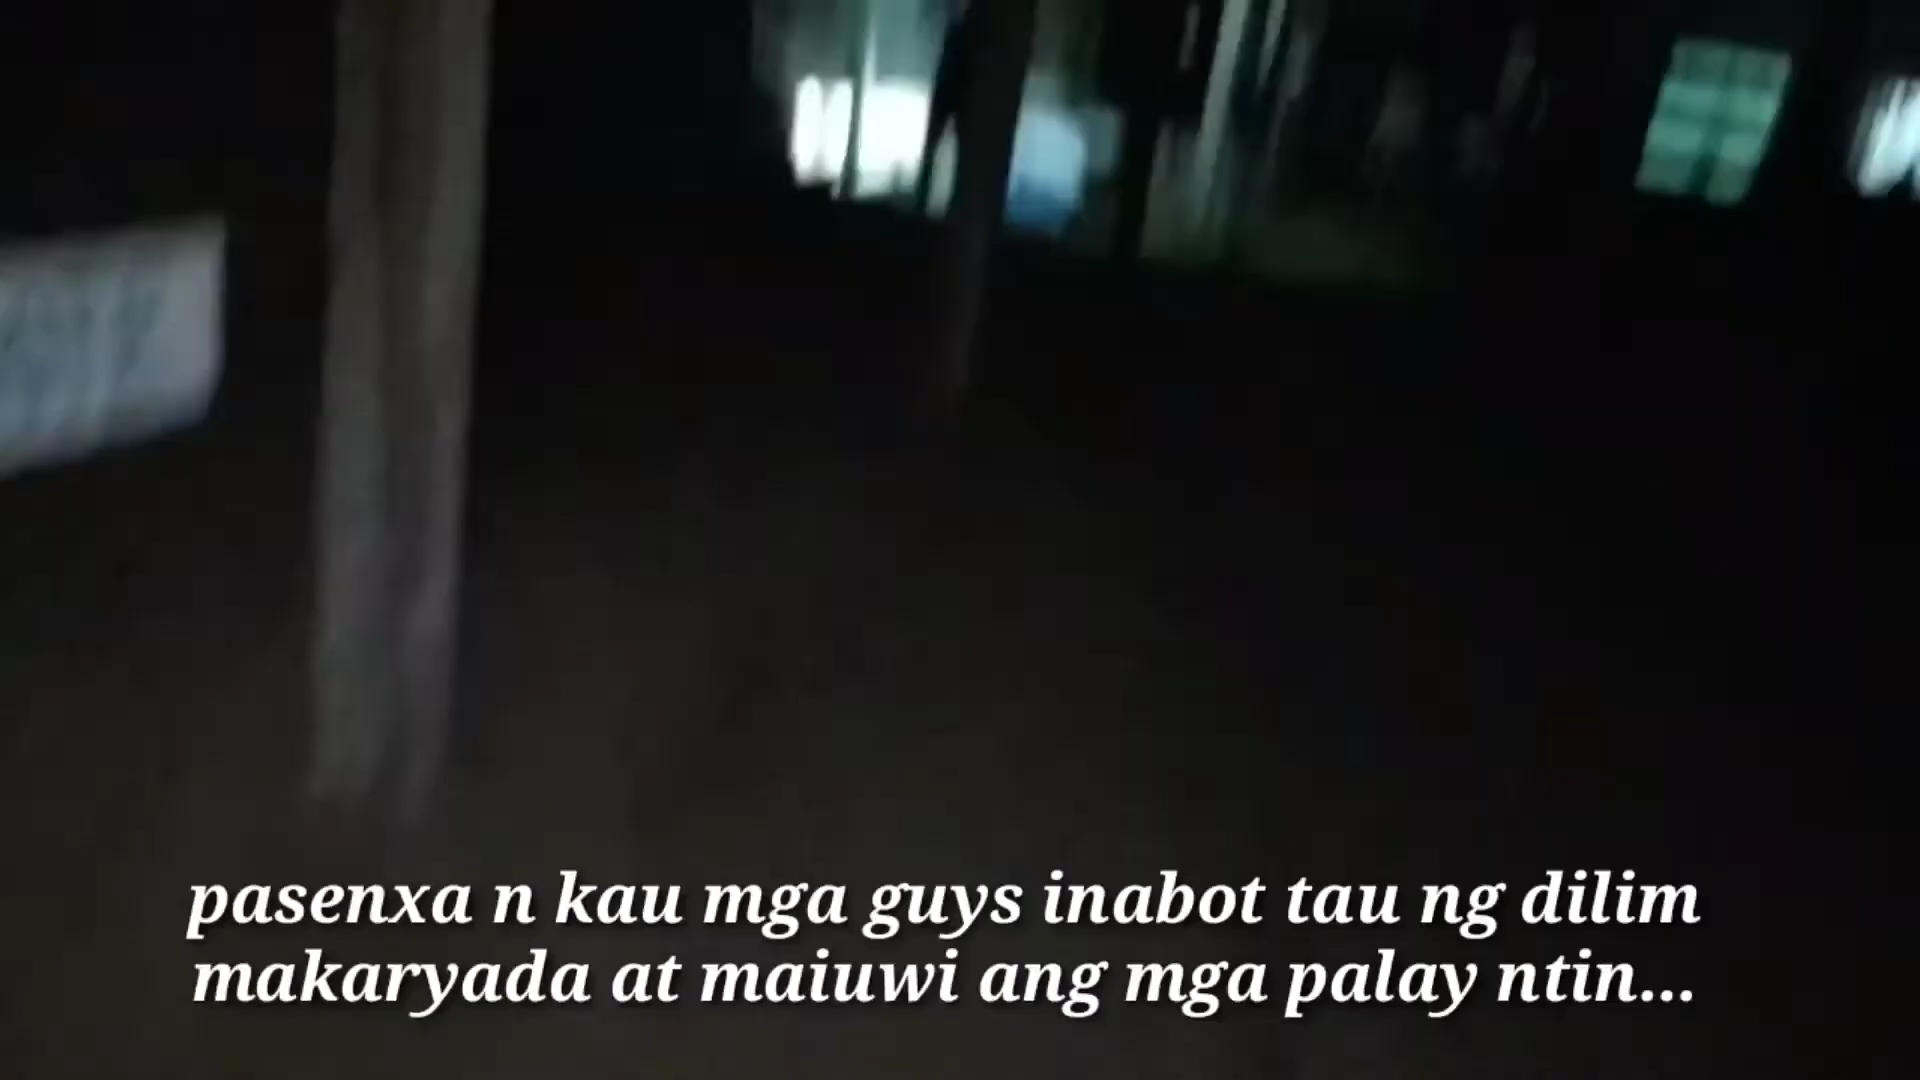 pasenxa n kau mga guys inabot tau ng dilim
makaryada at maiuwi ang mga palay ntin...